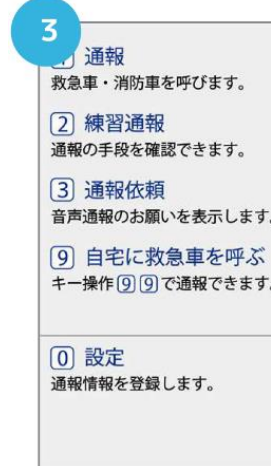 3
通報
救急車・消防車を呼びます。
2 練習通報
通報の手段を確認できます。
3 通報依頼
音声通報のお願いを表示します。
9 自宅に救急車を呼ぶ
キー操作99で通報できます。
0 設定
通報情報を登録します。